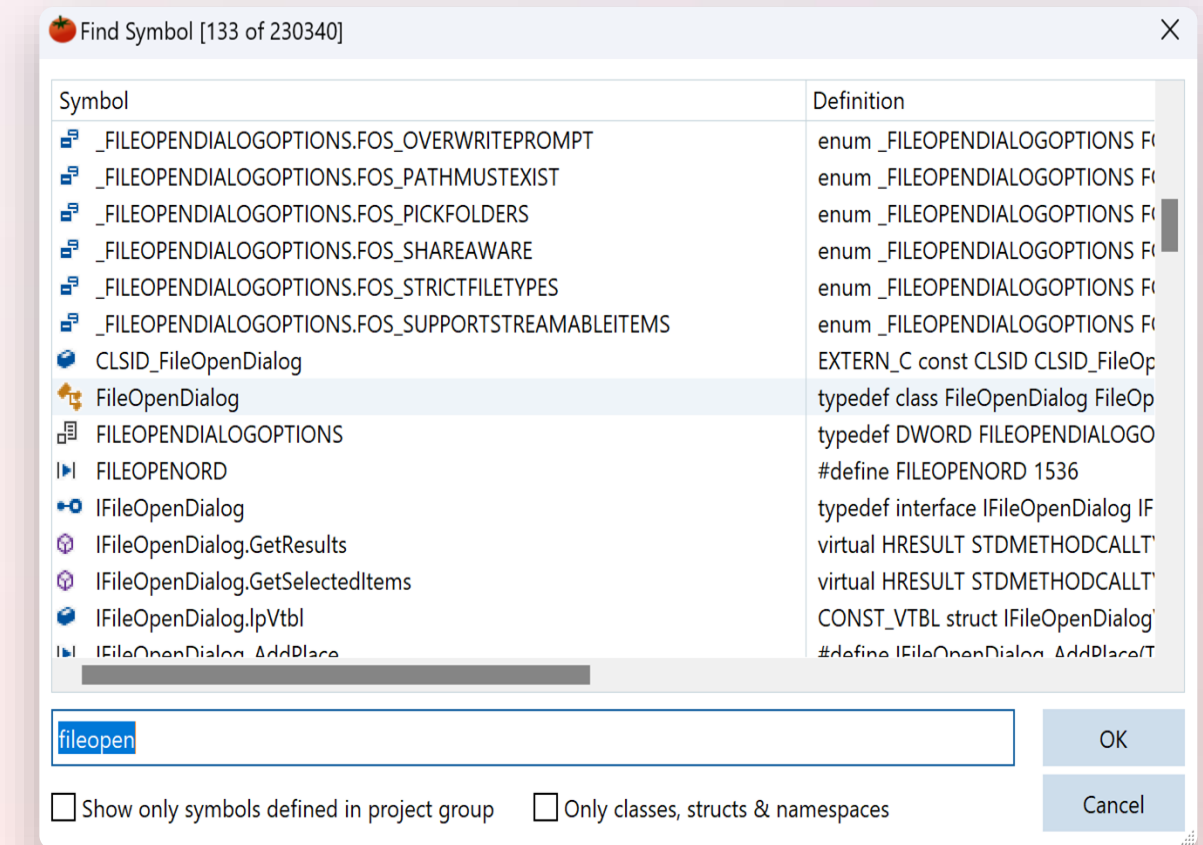 Find Symbol [133 of 230340]
Symbol Definition
_FILEOPENDIALOGOPTIONS.FOS_OVERWRITEPROMPT enum _FILEOPENDIALOGOPTIONS
_FILEOPENDIALOGOPTIONS.FOS_PATHMUSTEXIST enum _FILEOPENDIALOGOPTIONS
_FILEOPENDIALOGOPTIONS.FOS_PICKFOLDERS enum _FILEOPENDIALOGOPTIONS
_FILEOPENDIALOGOPTIONS.FOS_SHAREAWARE enum _FILEOPENDIALOGOPTIONS
_FILEOPENDIALOGOPTIONS.FOS_STRICTFILETYPES enum _FILEOPENDIALOGOPTIONS
_FILEOPENDIALOGOPTIONS.FOS_SUPPORTSTREAMABLEITEMS enum _FILEOPENDIALOGOPTIONS
CLSID_FileOpenDialog EXTERN_C const CLSID CLSID_FileOp
FileOpenDialog typedef class FileOpenDialog FileOp
FILEOPENDIALOGOPTIONS typedef DWORD FILEOPENDIALOGO
FILEOPENORD #define FILEOPENORD 1536
IFileOpenDialog typedef interface IFileOpenDialog IF
IFileOpenDialog.GetResults virtual HRESULT STDMETHODCALLT
IFileOpenDialog.GetSelectedItems virtual HRESULT STDMETHODCALLT
IFileOpenDialog.lpVtbl CONST_VTBL struct IFileOpenDialog
IFileOpenDialog_AddPlace #define IFileOpenDialog_AddPlace(T
fileopen
OK
Show only symbols defined in project group Only classes, structs & namespaces
Cancel